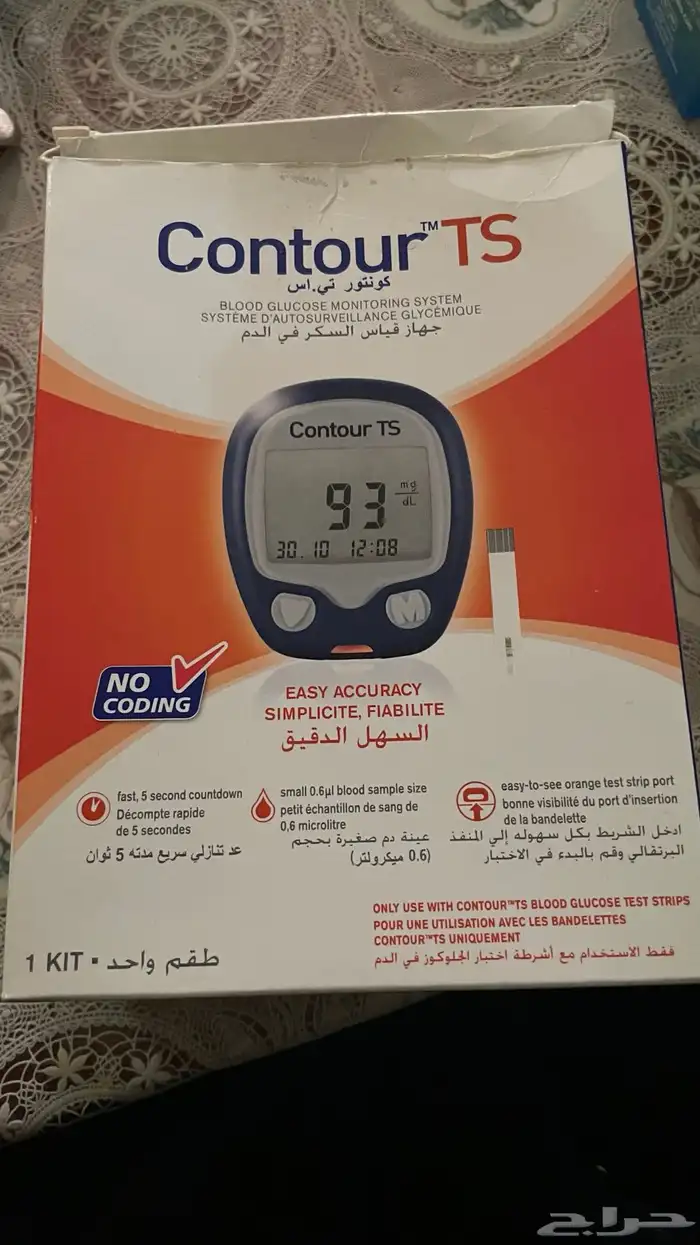 Contour™TS
كونتور تي.اس
BLOOD GLUCOSE MONITORING SYSTEM
SYSTÈME D'AUTOSURVEILLANCE GLYCÉMIQUE
جهاز قياس السكر في الدم
Contour TS
93 mg/dL
30.10 12:08
NO
CODING
EASY ACCURACY
SIMPLICITE, FIABILITE
السهل الدقيق
fast, 5 second countdown
Décompte rapide
de 5 secondes
عد تنازلي سريع مدته 5 ثوان
small 0.6µl blood sample size
petit échantillon de sang de
0,6 microlitre
عينة دم صغيرة بحجم
(0.6 ميكرولتر)
easy-to-see orange test strip port
bonne visibilité du port d'insertion
de la bandelette
ادخل الشريط بكل سهوله إلي المنفذ
البرتقالي وقم بالبدء في الاختبار
ONLY USE WITH CONTOUR™TS BLOOD GLUCOSE TEST STRIPS
POUR UNE UTILISATION AVEC LES BANDELETTES
CONTOUR™TS UNIQUEMENT
فقط الاستخدام مع أشرطة اختبار الجلوكوز في الدم
1 KIT ▪ طقم واحد
حراج